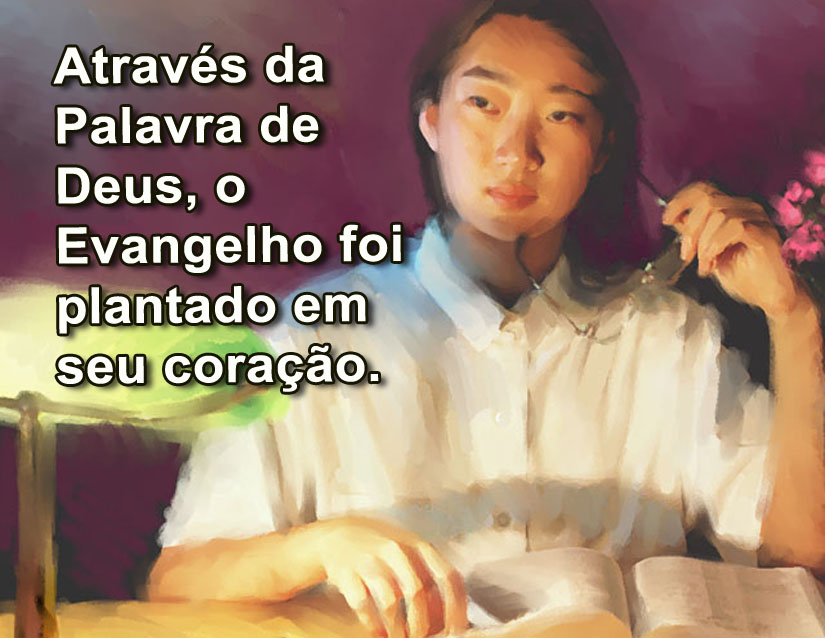 Através da
Palavra de
Deus, o
Evangelho foi
plantado em
seu coração.